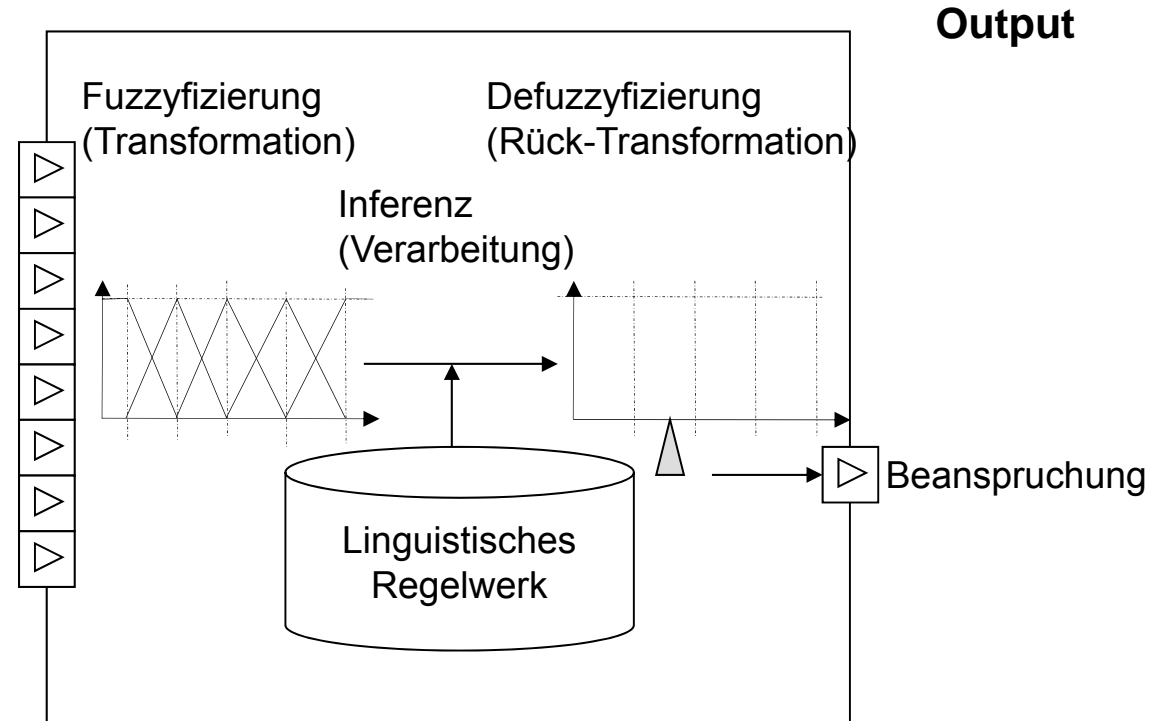 Output
Fuzzyfizierung
(Transformation)
Defuzzyfizierung
(Rück-Transformation)
Inferenz
(Verarbeitung)
Beanspruchung
Linguistisches
Regelwerk